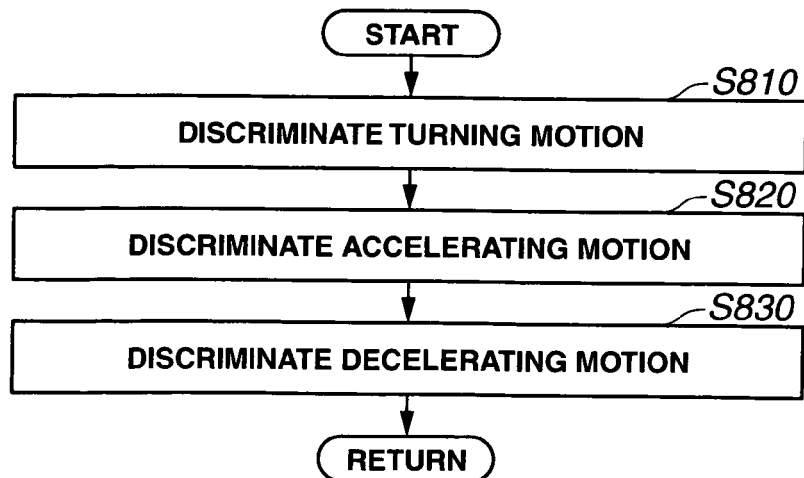 START
S810
DISCRIMINATE TURNING MOTION
S820
DISCRIMINATE ACCELERATING MOTION
S830
DISCRIMINATE DECELERATING MOTION
RETURN